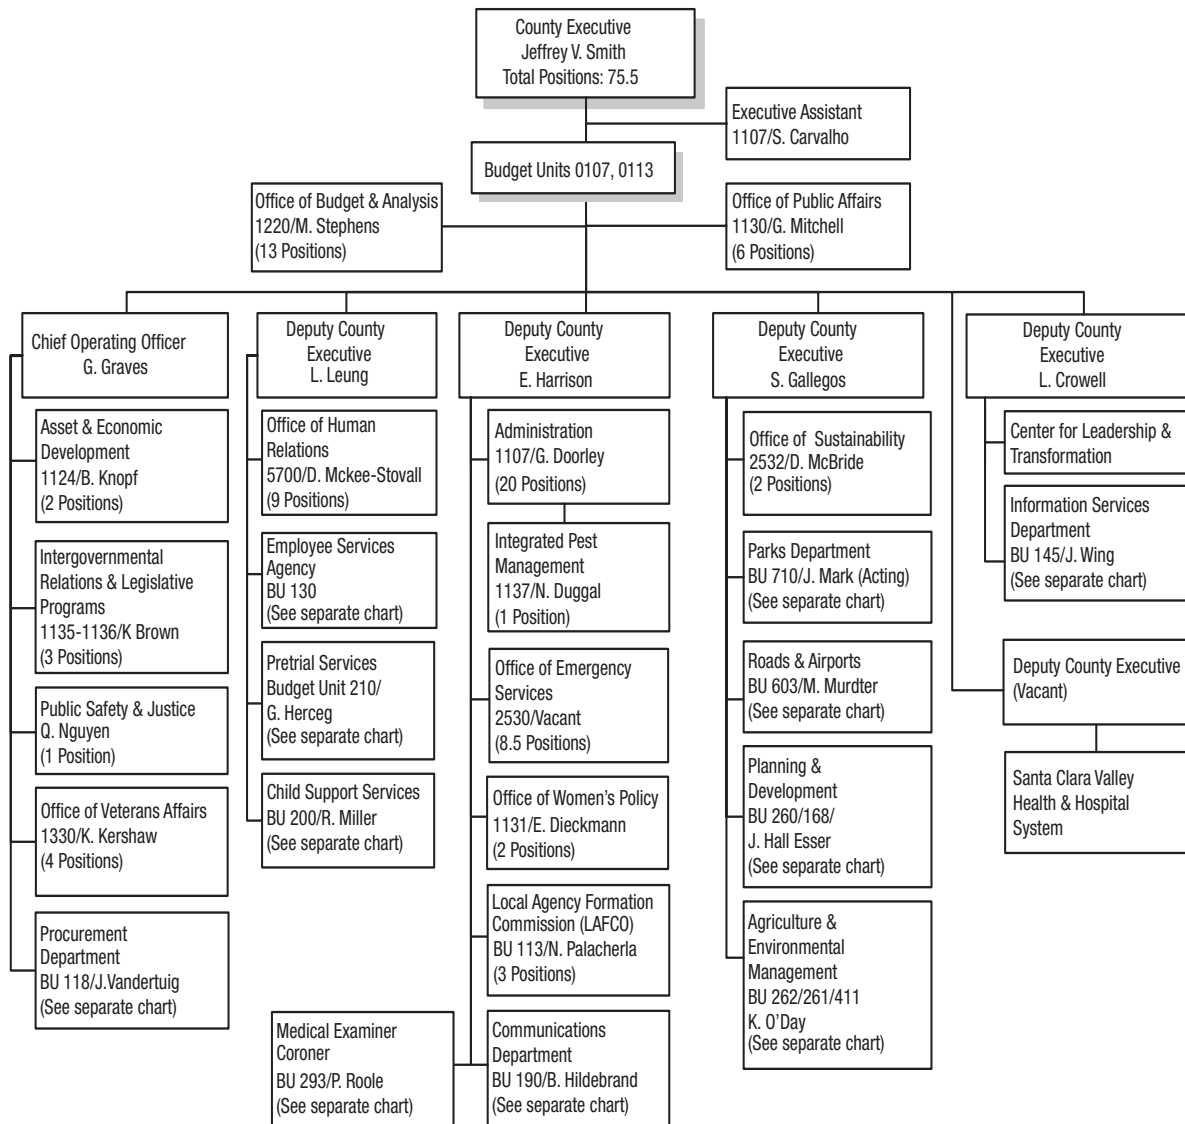 County Executive
Jeffrey V. Smith
Total Positions: 75.5
Executive Assistant
1107/S. Carvalho
Budget Units 0107, 0113
Office of Budget & Analysis
1220/M. Stephens
(13 Positions)
Office of Public Affairs
1130/G. Mitchell
(6 Positions)
Chief Operating Officer
G. Graves
Asset & Economic
Development
1124/B. Knopf
(2 Positions)
Intergovernmental
Relations & Legislative
Programs
1135-1136/K Brown
(3 Positions)
Public Safety & Justice
Q. Nguyen
(1 Position)
Office of Veterans Affairs
1330/K. Kershaw
(4 Positions)
Procurement
Department
BU 118/J.Vandertuig
(See separate chart)
Deputy County
Executive
L. Leung
Office of Human
Relations
5700/D. Mckee-Stovall
(9 Positions)
Employee Services
Agency
BU 130
(See separate chart)
Pretrial Services
Budget Unit 210/
G. Herceg
(See separate chart)
Child Support Services
BU 200/R. Miller
(See separate chart)
Deputy County
Executive
E. Harrison
Administration
1107/G. Doorley
(20 Positions)
Integrated Pest
Management
1137/N. Duggal
(1 Position)
Office of Emergency
Services
2530/Vacant
(8.5 Positions)
Office of Women's Policy
1131/E. Dieckmann
(2 Positions)
Local Agency Formation
Commission (LAFCO)
BU 113/N. Palacherla
(3 Positions)
Medical Examiner
Coroner
BU 293/P. Roole
(See separate chart)
Communications
Department
BU 190/B. Hildebrand
(See separate chart)
Deputy County
Executive
S. Gallegos
Office of Sustainability
2532/D. McBride
(2 Positions)
Parks Department
BU 710/J. Mark (Acting)
(See separate chart)
Roads & Airports
BU 603/M. Murdter
(See separate chart)
Planning &
Development
BU 260/168/
J. Hall Esser
(See separate chart)
Agriculture &
Environmental
Management
BU 262/261/411
K. O'Day
(See separate chart)
Deputy County
Executive
L. Crowell
Center for Leadership &
Transformation
Information Services
Department
BU 145/J. Wing
(See separate chart)
Deputy County Executive
(Vacant)
Santa Clara Valley
Health & Hospital
System